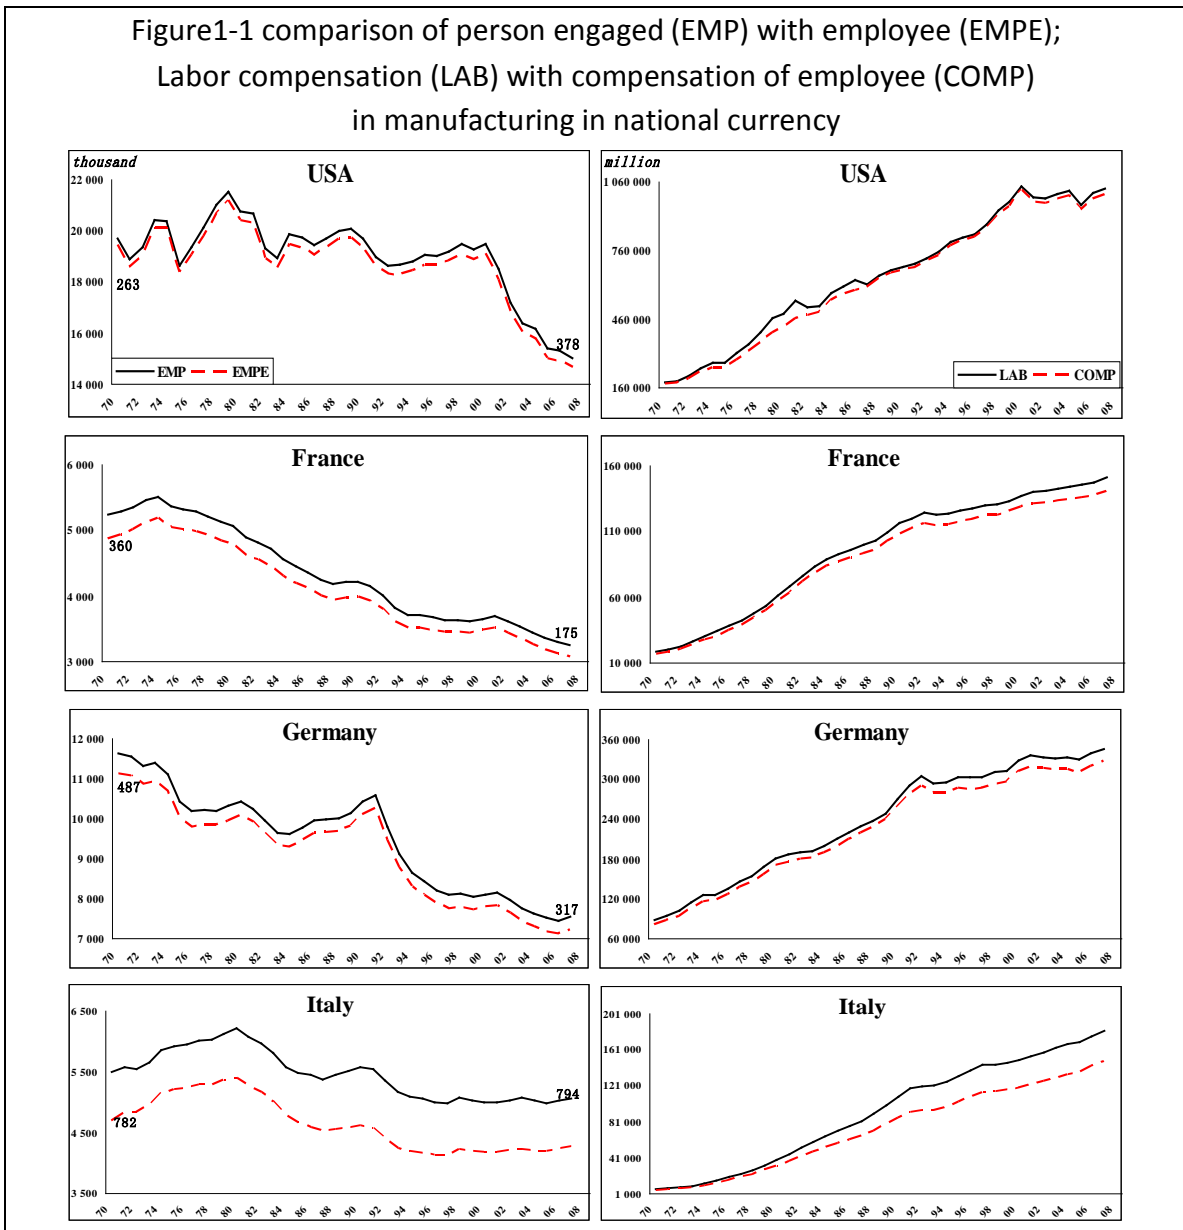 Figure1-1 comparison of person engaged (EMP) with employee (EMPE);
Labor compensation (LAB) with compensation of employee (COMP)
in manufacturing in national currency
thousand
USA
22 000
20 000
18 000
16 000
14 000
263
378
EMP EMPE
70 72 74 76 78 80 82 84 86 88 90 92 94 96 98 00 02 04 06 08
million
USA
1 060 000
760 000
460 000
160 000
LAB COMP
70 72 74 76 78 80 82 84 86 88 90 92 94 96 98 00 02 04 06 08
France
6 000
5 000
4 000
3 000
360
175
70 72 74 76 78 80 82 84 86 88 90 92 94 96 98 00 02 04 06 08
France
160 000
110 000
60 000
10 000
70 72 74 76 78 80 82 84 86 88 90 92 94 96 98 00 02 04 06 08
Germany
12 000
11 000
10 000
9 000
8 000
7 000
487
317
70 72 74 76 78 80 82 84 86 88 90 92 94 96 98 00 02 04 06 08
Germany
360 000
300 000
240 000
180 000
120 000
60 000
70 72 74 76 78 80 82 84 86 88 90 92 94 96 98 00 02 04 06 08
Italy
6 500
5 500
4 500
3 500
782
794
70 72 74 76 78 80 82 84 86 88 90 92 94 96 98 00 02 04 06 08
Italy
201 000
161 000
121 000
81 000
41 000
1 000
70 72 74 76 78 80 82 84 86 88 90 92 94 96 98 00 02 04 06 08